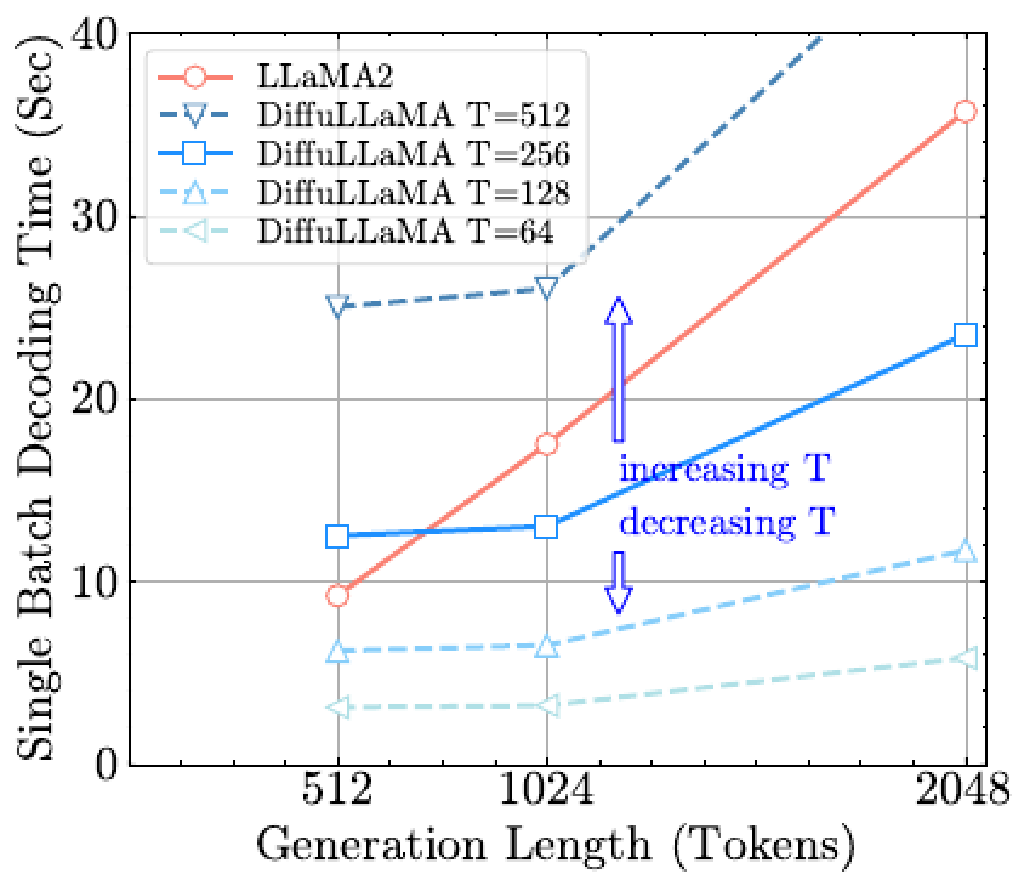 Single Batch Decoding Time (Sec)
40
30
20
10
0
LLaMA2
DiffuLLaMA T=512
DiffuLLaMA T=256
DiffuLLaMA T=128
DiffuLLaMA T=64
increasing T
decreasing T
512
1024
2048
Generation Length (Tokens)